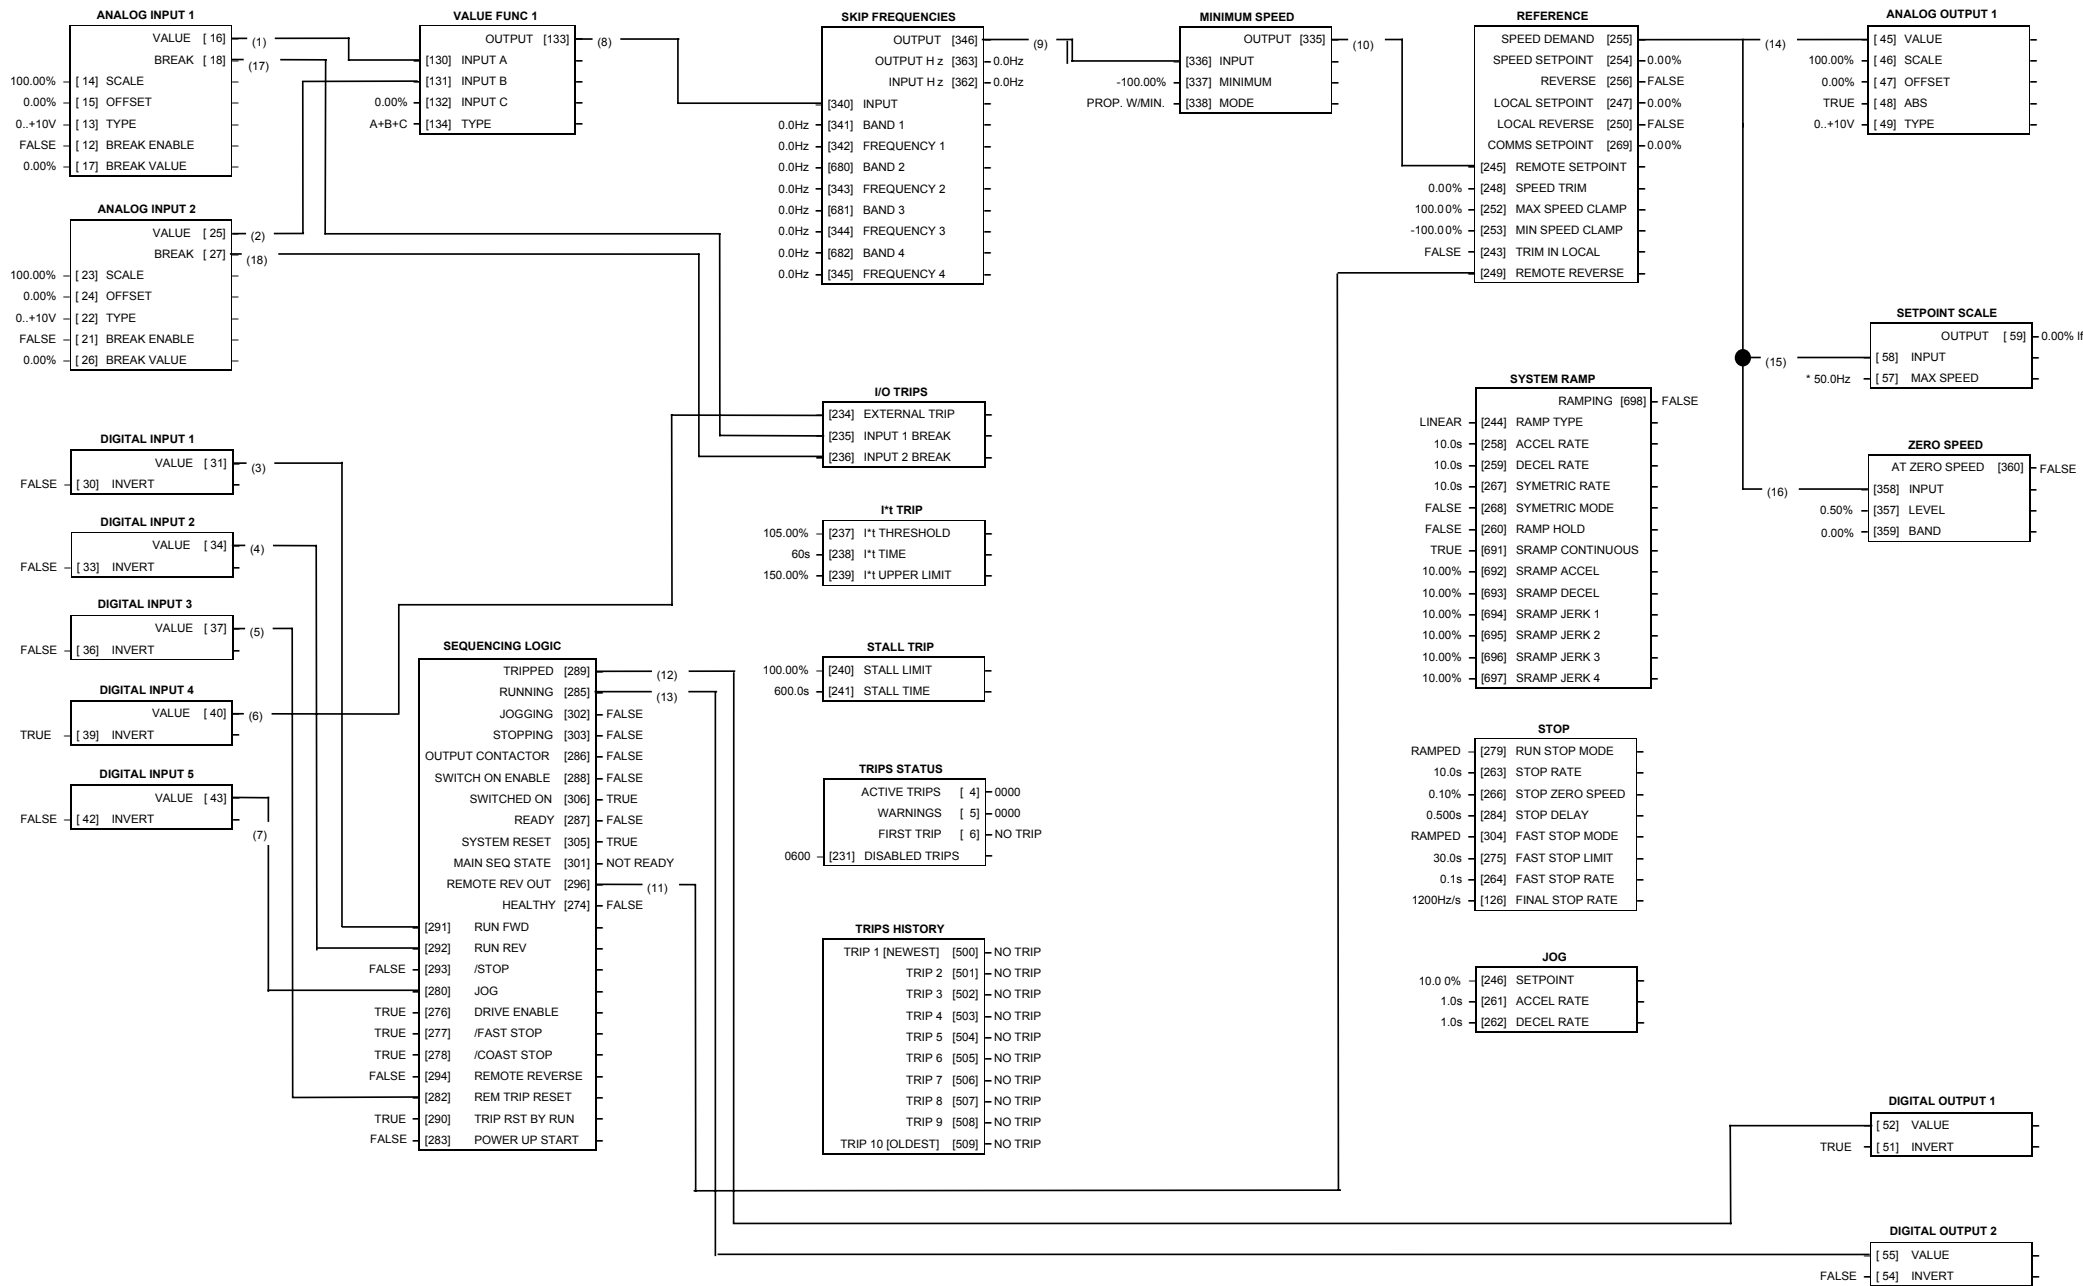 ANALOG INPUT 1
VALUE [ 16] (1)
BREAK [ 18] (17)
100.00% [ 14] SCALE
0.00% [ 15] OFFSET
0..+10V [ 13] TYPE
FALSE [ 12] BREAK ENABLE
0.00% [ 17] BREAK VALUE
ANALOG INPUT 2
VALUE [ 25] (2)
BREAK [ 27] (18)
100.00% [ 23] SCALE
0.00% [ 24] OFFSET
0..+10V [ 22] TYPE
FALSE [ 21] BREAK ENABLE
0.00% [ 26] BREAK VALUE
DIGITAL INPUT 1
VALUE [ 31] (3)
FALSE [ 30] INVERT
DIGITAL INPUT 2
VALUE [ 34] (4)
FALSE [ 33] INVERT
DIGITAL INPUT 3
VALUE [ 37] (5)
FALSE [ 36] INVERT
DIGITAL INPUT 4
VALUE [ 40] (6)
TRUE [ 39] INVERT
DIGITAL INPUT 5
VALUE [ 43]
FALSE [ 42] INVERT
(7)
VALUE FUNC 1
OUTPUT [133] (8)
[130] INPUT A
[131] INPUT B
0.00% [132] INPUT C
A+B+C [134] TYPE
SEQUENCING LOGIC
TRIPPED [289] (12)
RUNNING [285] (13)
JOGGING [302] FALSE
STOPPING [303] FALSE
OUTPUT CONTACTOR [286] FALSE
SWITCH ON ENABLE [288] FALSE
SWITCHED ON [306] TRUE
READY [287] FALSE
SYSTEM RESET [305] TRUE
MAIN SEQ STATE [301] NOT READY
REMOTE REV OUT [296] (11)
HEALTHY [274] FALSE
[291] RUN FWD
[292] RUN REV
FALSE [293] /STOP
[280] JOG
TRUE [276] DRIVE ENABLE
TRUE [277] /FAST STOP
TRUE [278] /COAST STOP
FALSE [294] REMOTE REVERSE
[282] REM TRIP RESET
TRUE [290] TRIP RST BY RUN
FALSE [283] POWER UP START
SKIP FREQUENCIES
OUTPUT [346] (9)
OUTPUT H z [363] 0.0Hz
INPUT H z [362] 0.0Hz
[340] INPUT
0.0Hz [341] BAND 1
0.0Hz [342] FREQUENCY 1
0.0Hz [680] BAND 2
0.0Hz [343] FREQUENCY 2
0.0Hz [681] BAND 3
0.0Hz [344] FREQUENCY 3
0.0Hz [682] BAND 4
0.0Hz [345] FREQUENCY 4
I/O TRIPS
[234] EXTERNAL TRIP
[235] INPUT 1 BREAK
[236] INPUT 2 BREAK
I*t TRIP
105.00% [237] I*t THRESHOLD
60s [238] I*t TIME
150.00% [239] I*t UPPER LIMIT
STALL TRIP
100.00% [240] STALL LIMIT
600.0s [241] STALL TIME
TRIPS STATUS
ACTIVE TRIPS [ 4] 0000
WARNINGS [ 5] 0000
FIRST TRIP [ 6] NO TRIP
0600 [231] DISABLED TRIPS
TRIPS HISTORY
TRIP 1 [NEWEST] [500] NO TRIP
TRIP 2 [501] NO TRIP
TRIP 3 [502] NO TRIP
TRIP 4 [503] NO TRIP
TRIP 5 [504] NO TRIP
TRIP 6 [505] NO TRIP
TRIP 7 [506] NO TRIP
TRIP 8 [507] NO TRIP
TRIP 9 [508] NO TRIP
TRIP 10 [OLDEST] [509] NO TRIP
MINIMUM SPEED
OUTPUT [335] (10)
[336] INPUT
-100.00% [337] MINIMUM
PROP. W/MIN. [338] MODE
REFERENCE
SPEED DEMAND [255] (14)
SPEED SETPOINT [254] 0.00%
REVERSE [256] FALSE
LOCAL SETPOINT [247] 0.00%
LOCAL REVERSE [250] FALSE
COMMS SETPOINT [269] 0.00%
[245] REMOTE SETPOINT
0.00% [248] SPEED TRIM
100.00% [252] MAX SPEED CLAMP
-100.00% [253] MIN SPEED CLAMP
FALSE [243] TRIM IN LOCAL
[249] REMOTE REVERSE
SYSTEM RAMP
RAMPING [698] FALSE
LINEAR [244] RAMP TYPE
10.0s [258] ACCEL RATE
10.0s [259] DECEL RATE
10.0s [267] SYMETRIC RATE
FALSE [268] SYMETRIC MODE
FALSE [260] RAMP HOLD
TRUE [691] SRAMP CONTINUOUS
10.00% [692] SRAMP ACCEL
10.00% [693] SRAMP DECEL
10.00% [694] SRAMP JERK 1
10.00% [695] SRAMP JERK 2
10.00% [696] SRAMP JERK 3
10.00% [697] SRAMP JERK 4
STOP
RAMPED [279] RUN STOP MODE
10.0s [263] STOP RATE
0.10% [266] STOP ZERO SPEED
0.500s [284] STOP DELAY
RAMPED [304] FAST STOP MODE
30.0s [275] FAST STOP LIMIT
0.1s [264] FAST STOP RATE
1200Hz/s [126] FINAL STOP RATE
JOG
10.0 0% [246] SETPOINT
1.0s [261] ACCEL RATE
1.0s [262] DECEL RATE
ANALOG OUTPUT 1
[ 45] VALUE
100.00% [ 46] SCALE
0.00% [ 47] OFFSET
TRUE [ 48] ABS
0..+10V [ 49] TYPE
SETPOINT SCALE
OUTPUT [ 59] 0.00% If
(15) [ 58] INPUT
* 50.0Hz [ 57] MAX SPEED
ZERO SPEED
AT ZERO SPEED [360] FALSE
(16) [358] INPUT
0.50% [357] LEVEL
0.00% [359] BAND
DIGITAL OUTPUT 1
[ 52] VALUE
TRUE [ 51] INVERT
DIGITAL OUTPUT 2
[ 55] VALUE
FALSE [ 54] INVERT